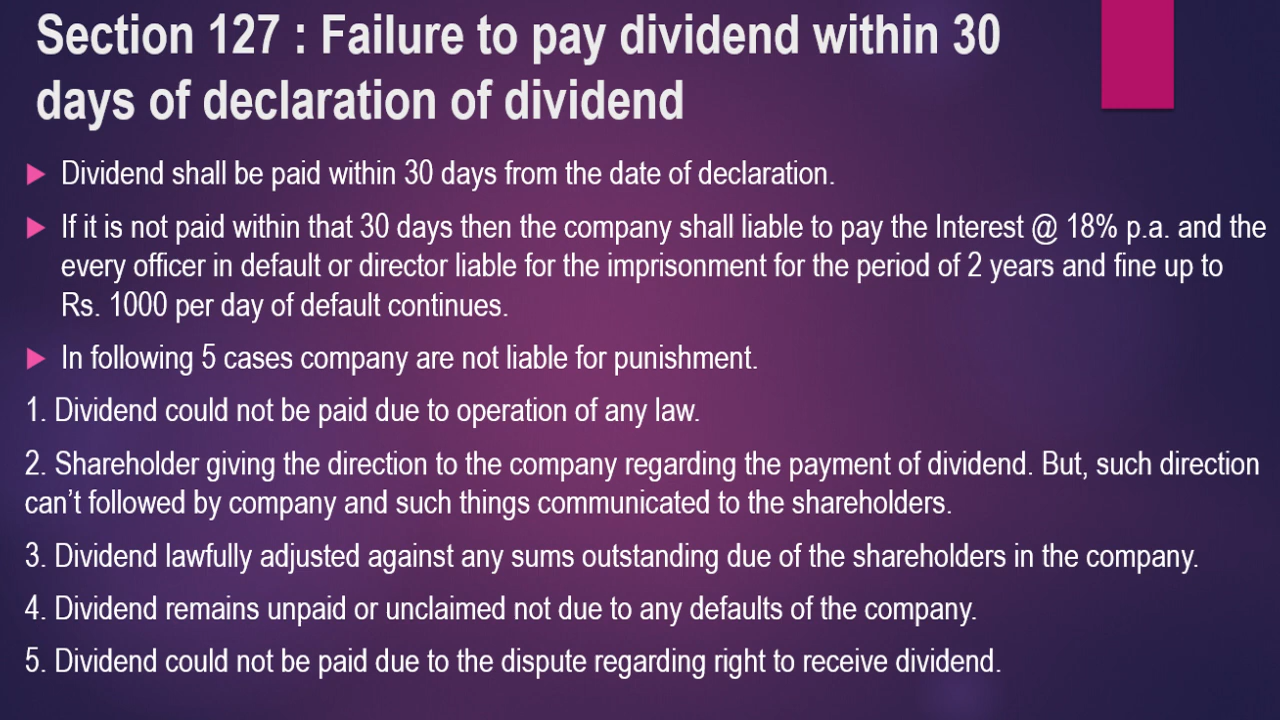 Section 127 : Failure to pay dividend within 30
days of declaration of dividend
Dividend shall be paid within 30 days from the date of declaration.
If it is not paid within that 30 days then the company shall liable to pay the Interest @ 18% p.a. and the
every officer in default or director liable for the imprisonment for the period of 2 years and fine up to
Rs. 1000 per day of default continues.
In following 5 cases company are not liable for punishment.
1. Dividend could not be paid due to operation of any law.
2. Shareholder giving the direction to the company regarding the payment of dividend. But, such direction
can’t followed by company and such things communicated to the shareholders.
3. Dividend lawfully adjusted against any sums outstanding due of the shareholders in the company.
4. Dividend remains unpaid or unclaimed not due to any defaults of the company.
5. Dividend could not be paid due to the dispute regarding right to receive dividend.